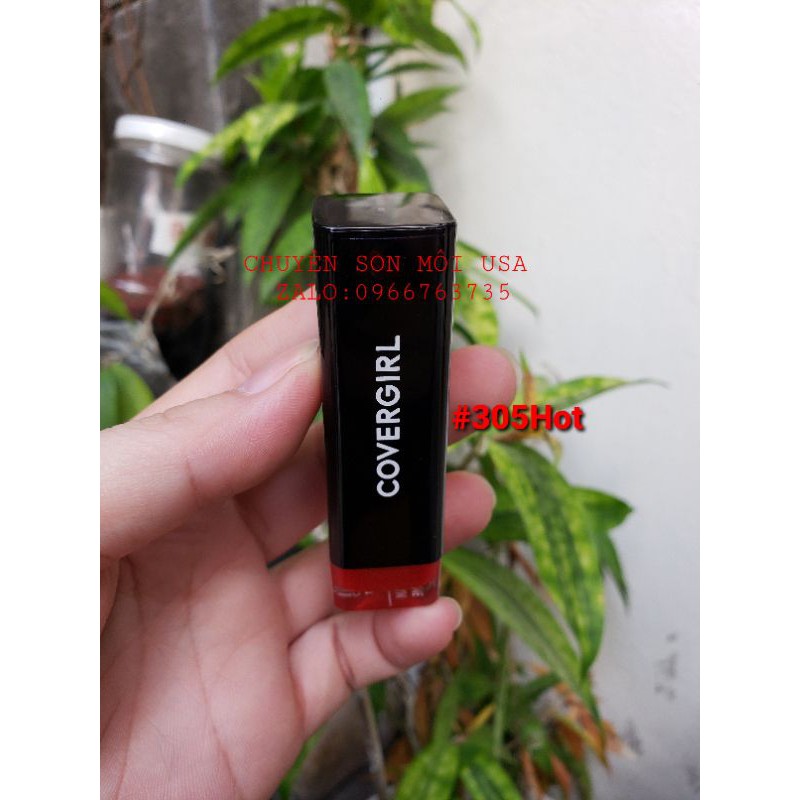 CHUYÊN SON MÔI USA
ZALO:0966763735
COVERGIRL
#305Hot